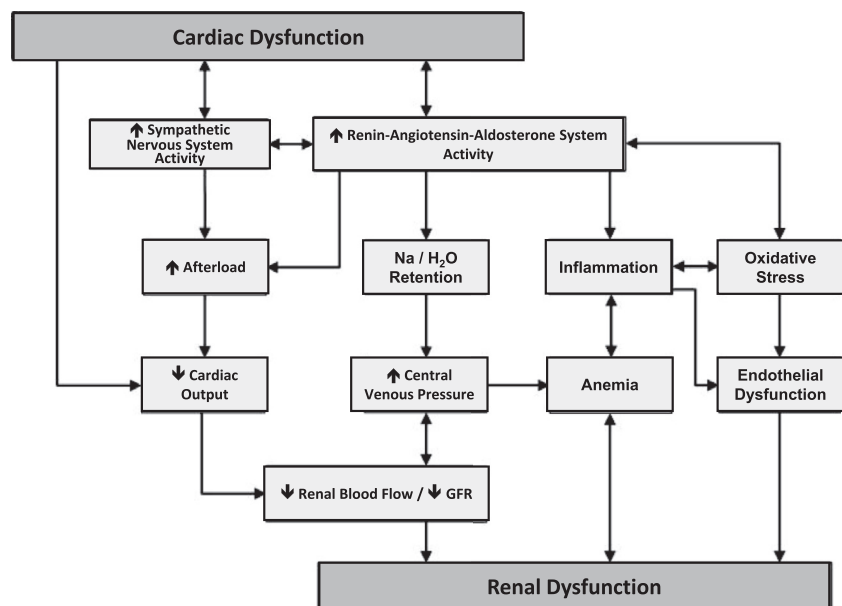 Cardiac Dysfunction
↑ Sympathetic
Nervous System
Activity
↑ Renin-Angiotensin-Aldosterone System
Activity
↑ Afterload
Na / H₂O
Retention
Inflammation
Oxidative
Stress
↓ Cardiac
Output
↑ Central
Venous Pressure
Anemia
Endothelial
Dysfunction
↓ Renal Blood Flow / ↓ GFR
Renal Dysfunction